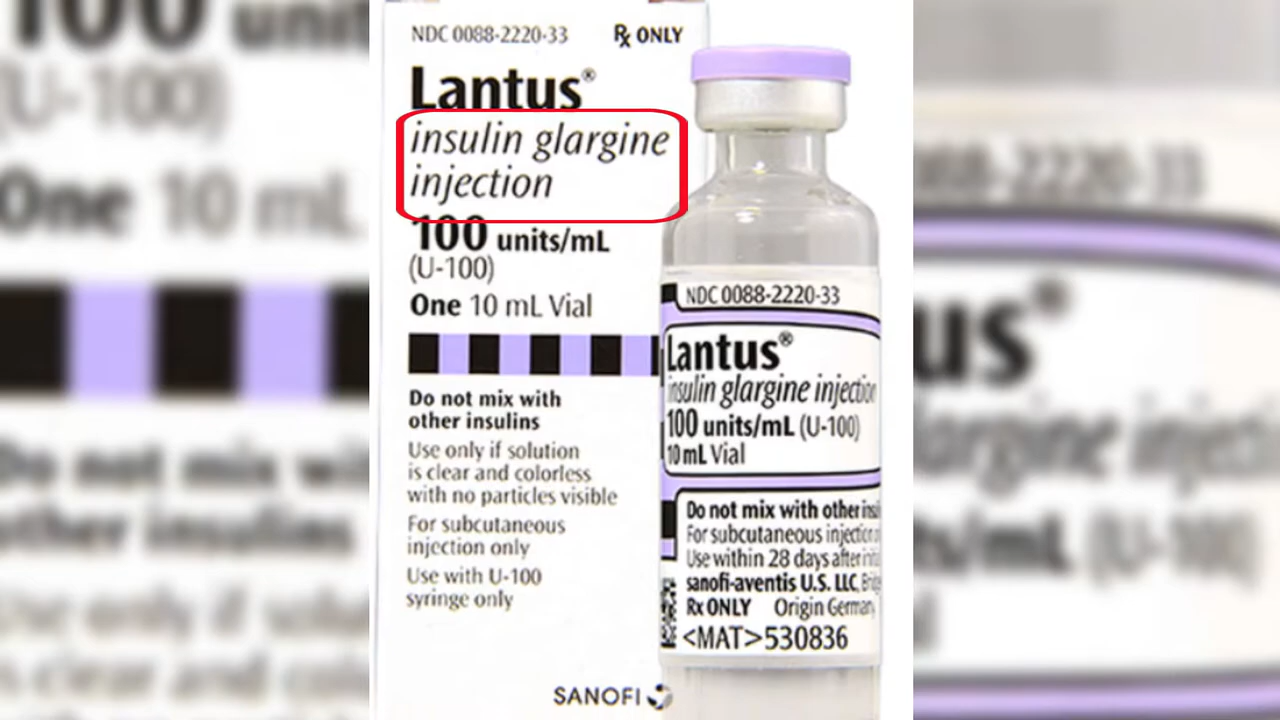 NDC 0088-2220-33 Rx ONLY
Lantus®
insulin glargine
injection
100 units/mL
(U-100)
One 10 mL Vial
Do not mix with
other insulins
Use only if solution
is clear and colorless
with no particles visible
For subcutaneous
injection only
Use with U-100
syringe only
SANOFI
NDC 0088-2220-33
Lantus®
insulin glargine injection
100 units/mL (U-100)
10 mL Vial
Do not mix with other
For subcutaneous injection
Use within 28 days after
sanofi-aventis U.S. LLC,
Rx ONLY Origin Germany
<MAT>530836